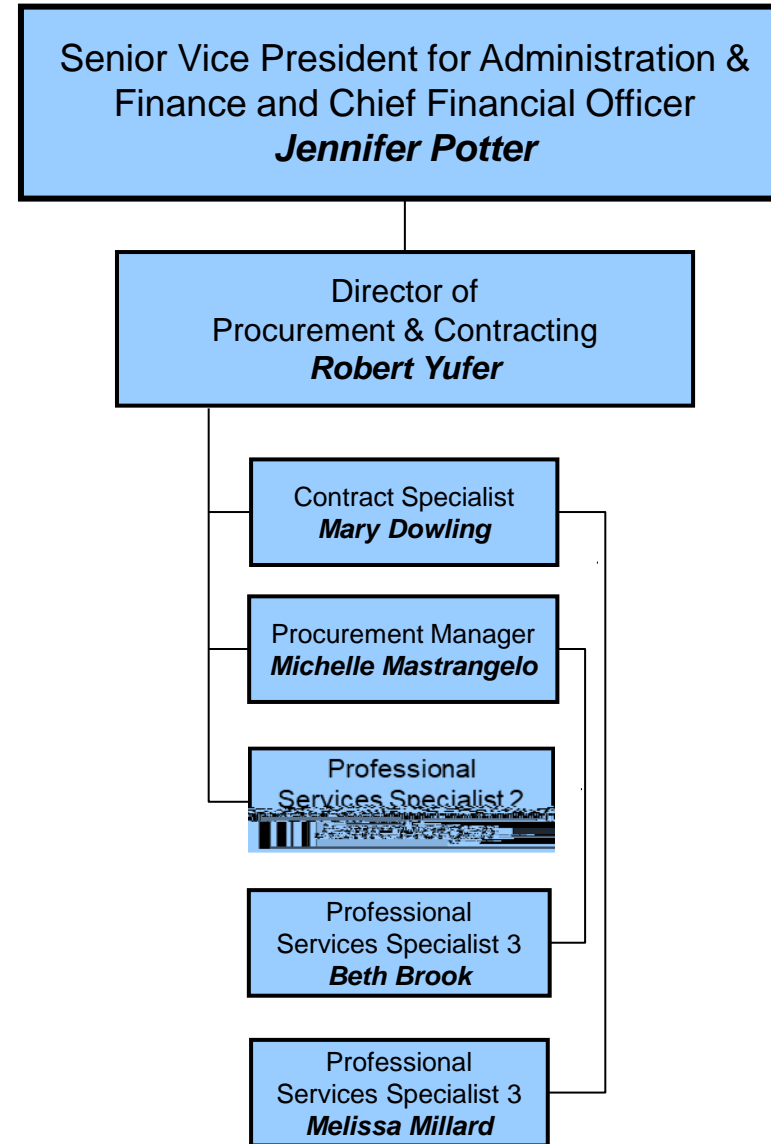 Senior Vice President for Administration &
Finance and Chief Financial Officer
Jennifer Potter
Director of
Procurement & Contracting
Robert Yufer
Contract Specialist
Mary Dowling
Procurement Manager
Michelle Mastrangelo
Professional
Services Specialist 2
Professional
Services Specialist 3
Beth Brook
Professional
Services Specialist 3
Melissa Millard